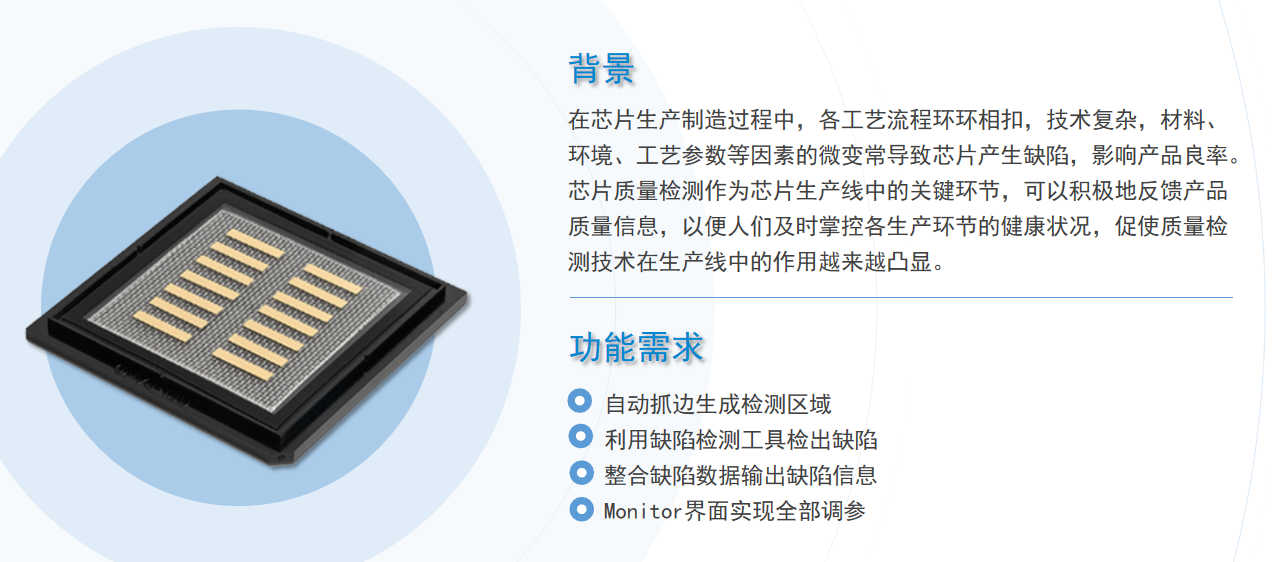 背景
在芯片生产制造过程中，各工艺流程环环相扣，技术复杂，材料、
环境、工艺参数等因素的微变常导致芯片产生缺陷，影响产品良率。
芯片质量检测作为芯片生产线中的关键环节，可以积极地反馈产品
质量信息，以便人们及时掌控各生产环节的健康状况，促使质量检
测技术在生产线中的作用越来越凸显。
功能需求
自动抓边生成检测区域
利用缺陷检测工具检出缺陷
整合缺陷数据输出缺陷信息
Monitor界面实现全部调参